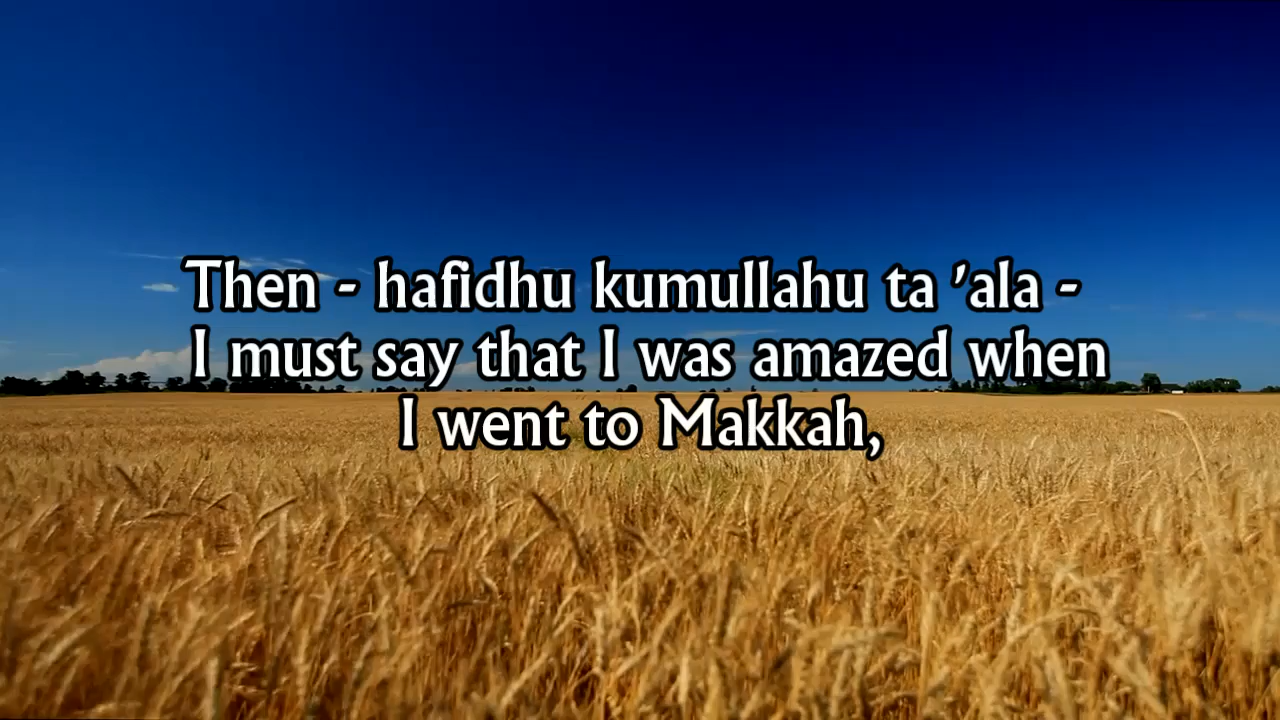 Then - hafidhu kumullahu ta ’ala -
I must say that I was amazed when
I went to Makkah,